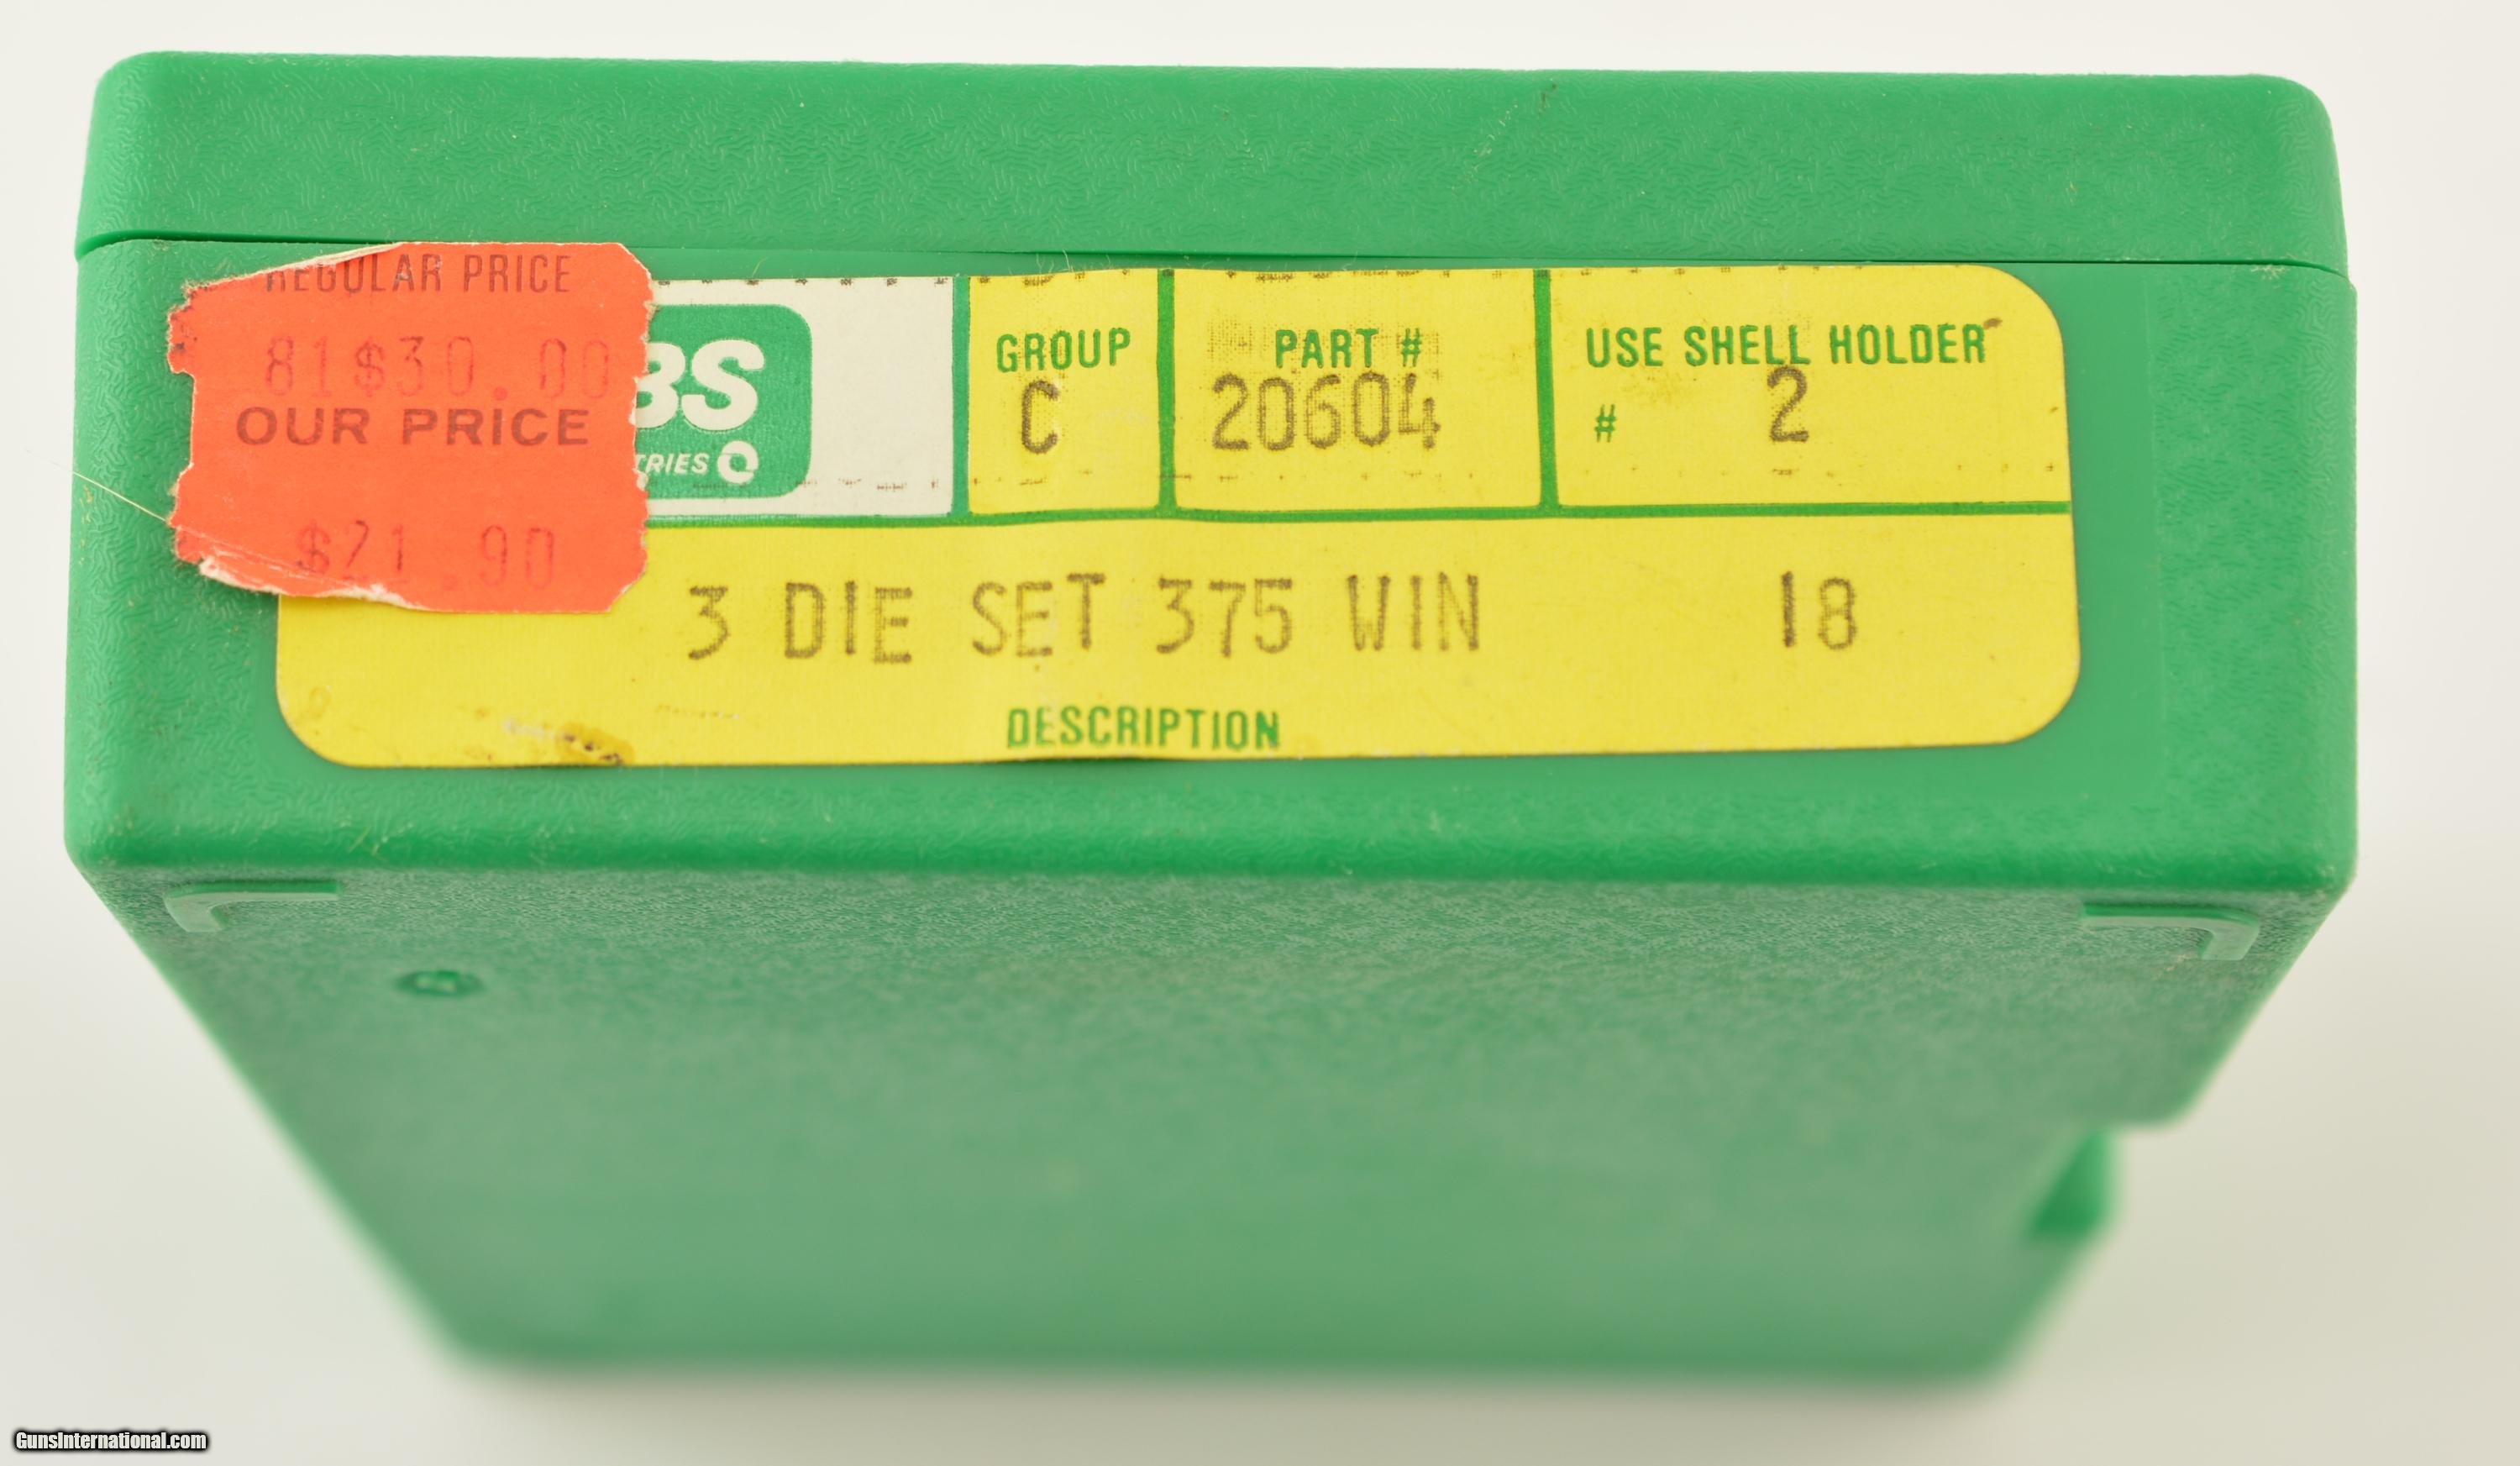 REGULAR PRICE
81$30.00
OUR PRICE
$21.90
BS
TRIES
GROUP
C
PART #
20604
USE SHELL HOLDER
# 2
3 DIE SET 375 WIN 18
DESCRIPTION
GunsInternational.com